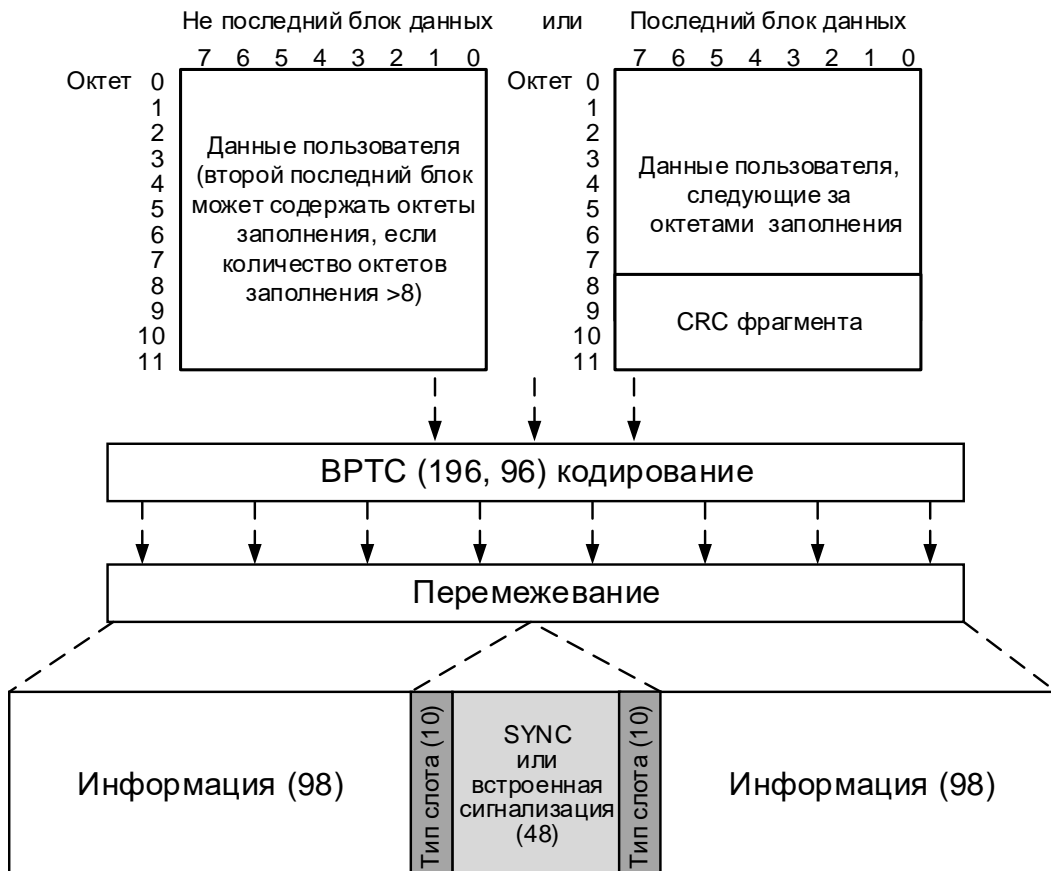 Не последний блок данных или Последний блок данных
7 6 5 4 3 2 1 0 7 6 5 4 3 2 1 0
Октет 0
1
2
3
4
5
6
7
8
9
10
11
Данные пользователя
(второй последний блок
может содержать октеты
заполнения, если
количество октетов
заполнения >8)
Октет 0
1
2
3
4
5
6
7
8
9
10
11
Данные пользователя,
следующие за
октетами заполнения
CRC фрагмента
BPTC (196, 96) кодирование
Перемежевание
Информация (98)
Тип слота (10)
SYNC
или
встроенная
сигнализация
(48)
Тип слота (10)
Информация (98)